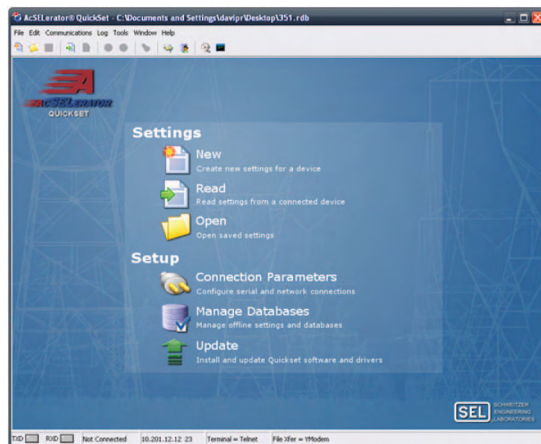 AcSELerator® QuickSet - C:\Documents and Settings\davipr\Desktop\351.rdb
File Edit Communications Log Tools Window Help
A
ACSELERATOR
QUICKSET
Settings
New
Create new settings for a device
Read
Read settings from a connected device
Open
Open saved settings
Setup
Connection Parameters
Configure serial and network connections
Manage Databases
Manage offline settings and databases
Update
Install and update Quickset software and drivers
SEL SCHWEITZER
ENGINEERING
LABORATORIES
TXD RXD Not Connected 10.201.12.12 23 Terminal = Telnet File Xfer = YModem